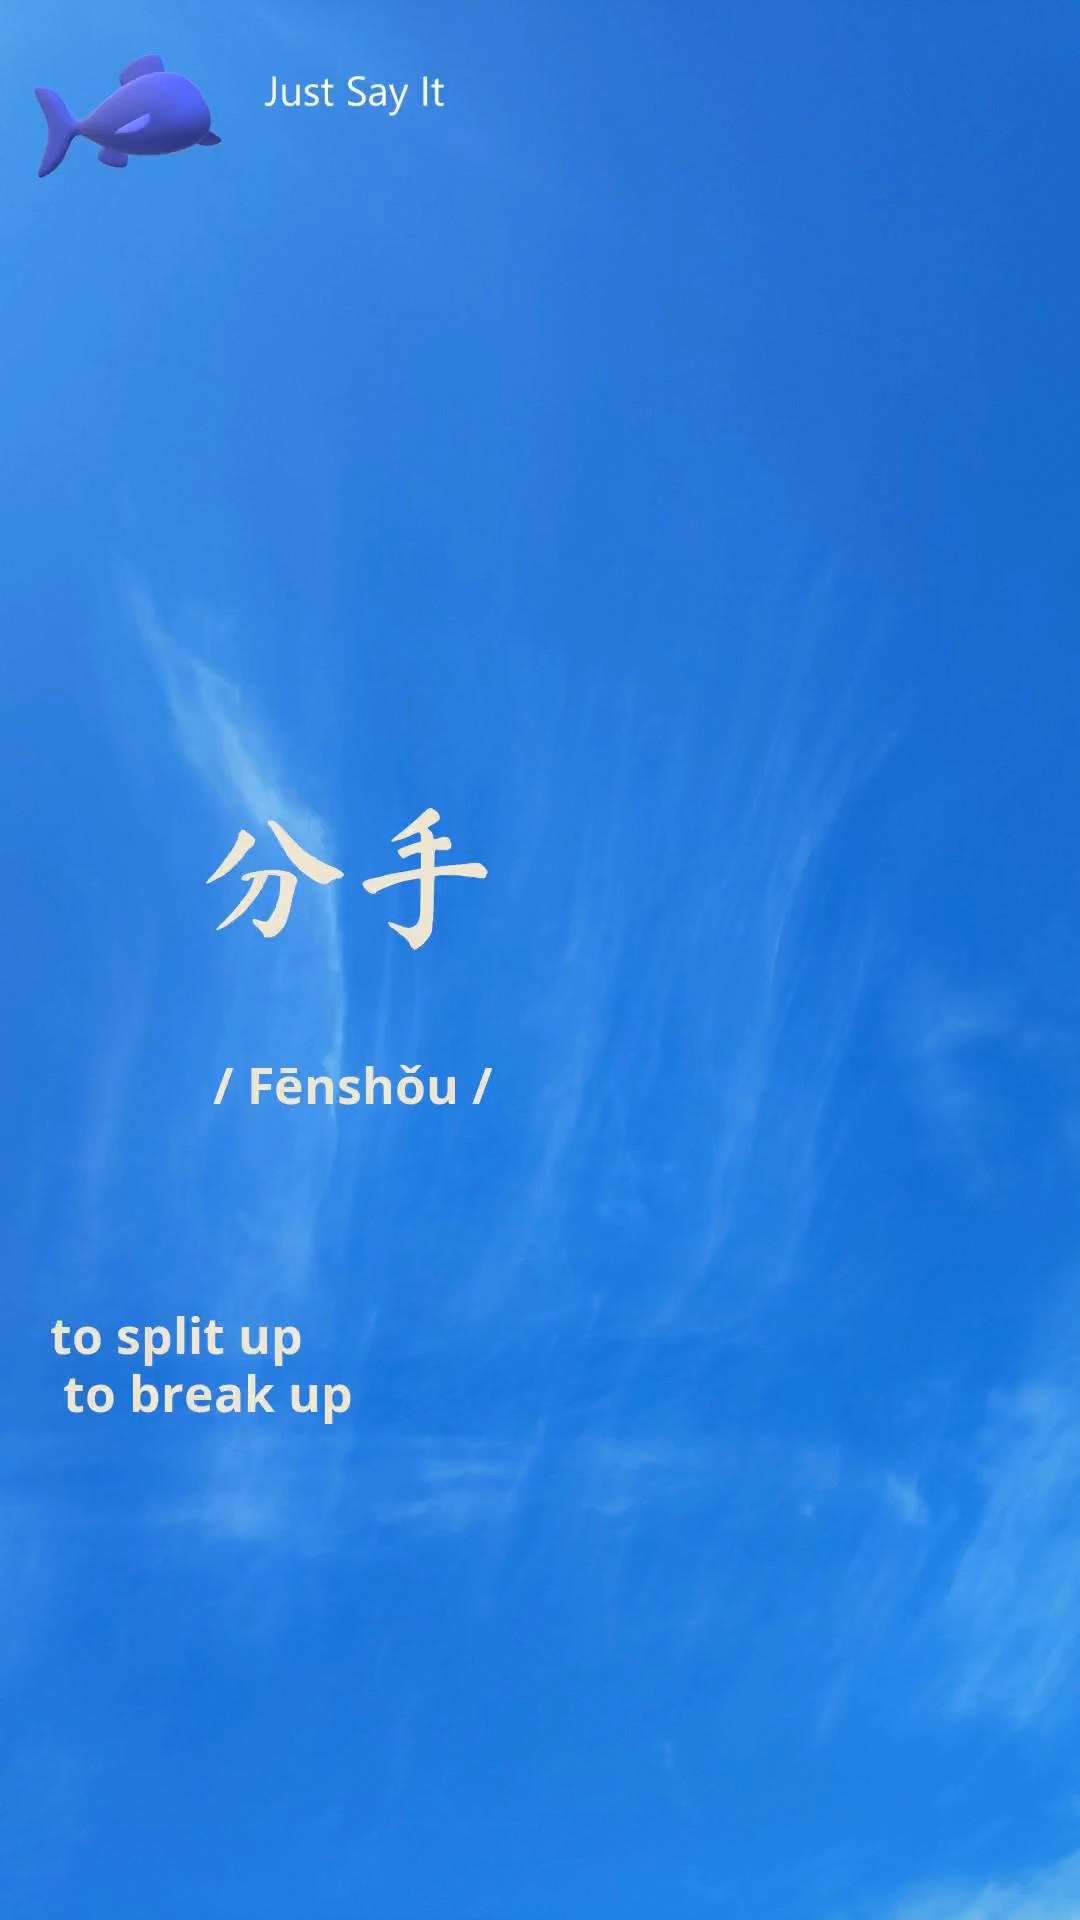 Just Say It
分手
/ Fēnshǒu /
to split up
to break up